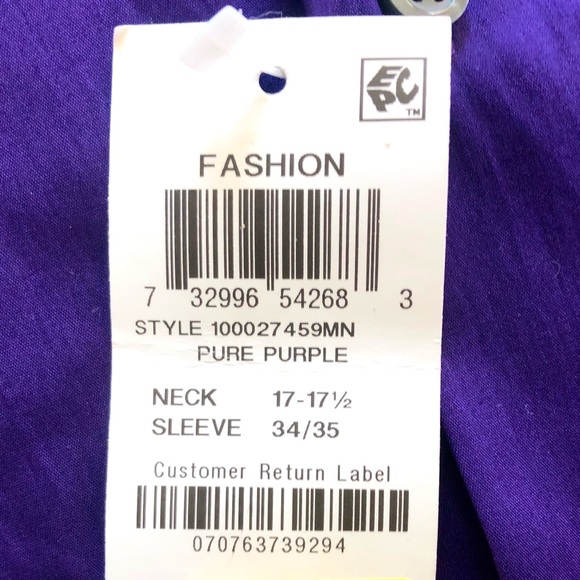 EPC
TM
FASHION
7 32996 54268 3
STYLE 100027459MN
PURE PURPLE
NECK 17-17½
SLEEVE 34/35
Customer Return Label
070763739294